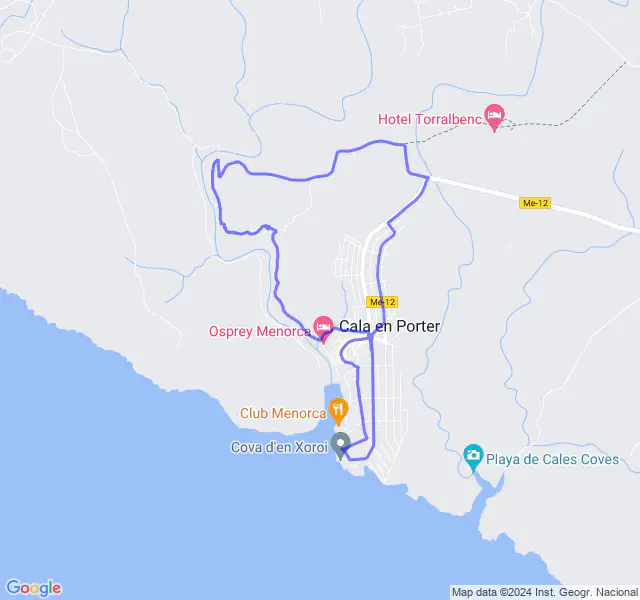 Hotel Torralbenc
Me-12
Me-12
Osprey Menorca
Cala en Porter
Club Menorca
Cova d'en Xoroi
Playa de Cales Coves
Google
Map data ©2024 Inst. Geogr. Nacional